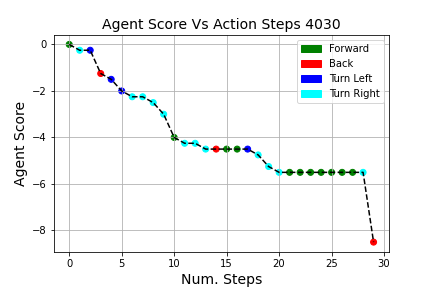 Agent Score Vs Action Steps 4030
Forward
Back
Turn Left
Turn Right
Agent Score
0
−2
−4
−6
−8
0 5 10 15 20 25 30
Num. Steps